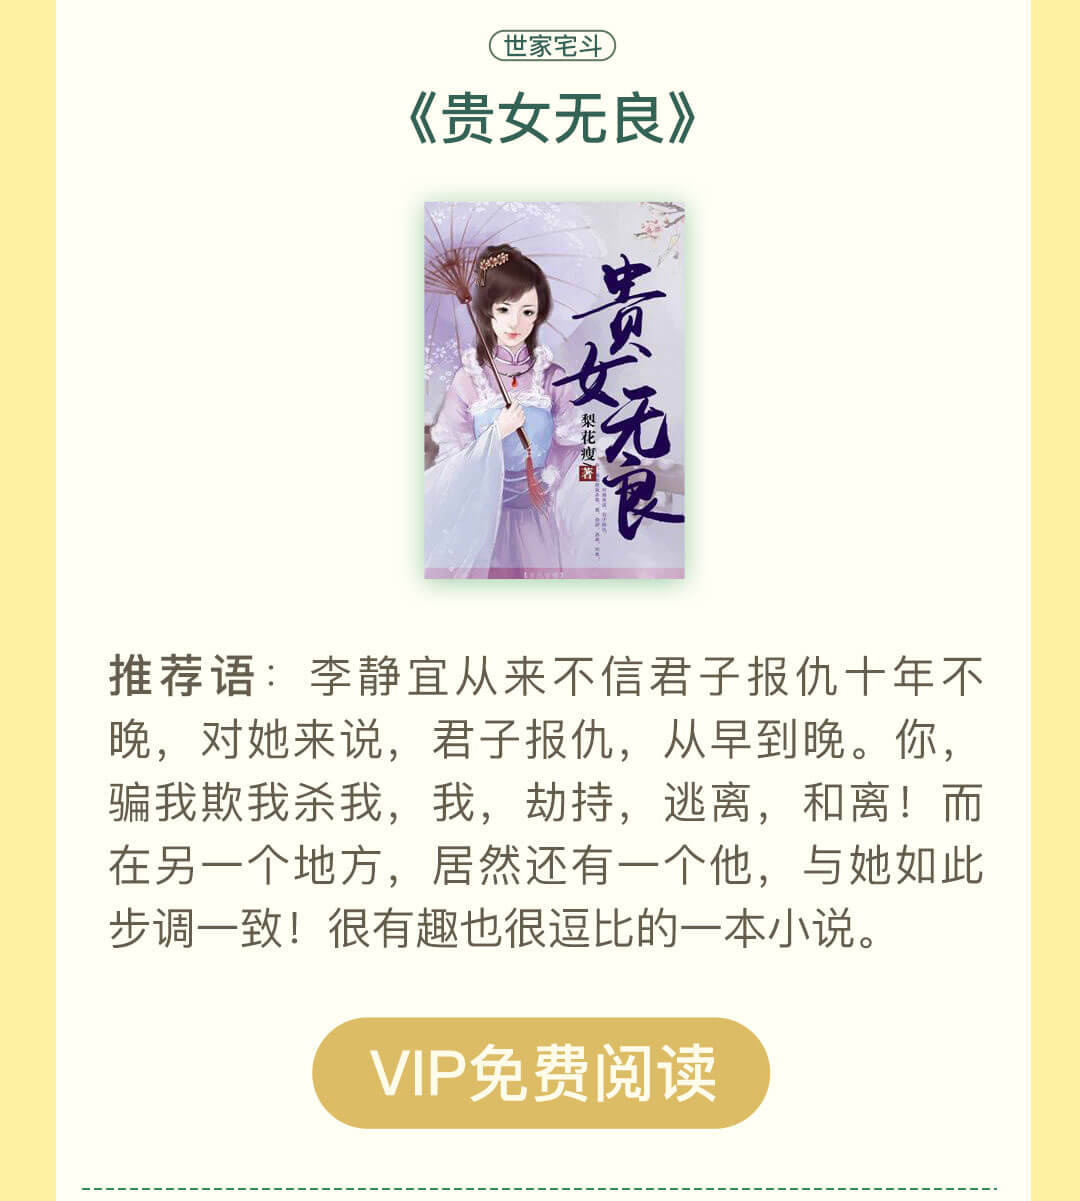 世家宅斗
《贵女无良》
贵女无良
梨花瘦/著
推荐语：李静宜从来不信君子报仇十年不
晚，对她来说，君子报仇，从早到晚。你，
骗我欺我杀我，我，劫持，逃离，和离！而
在另一个地方，居然还有一个他，与她如此
步调一致！很有趣也很逗比的一本小说。
VIP免费阅读